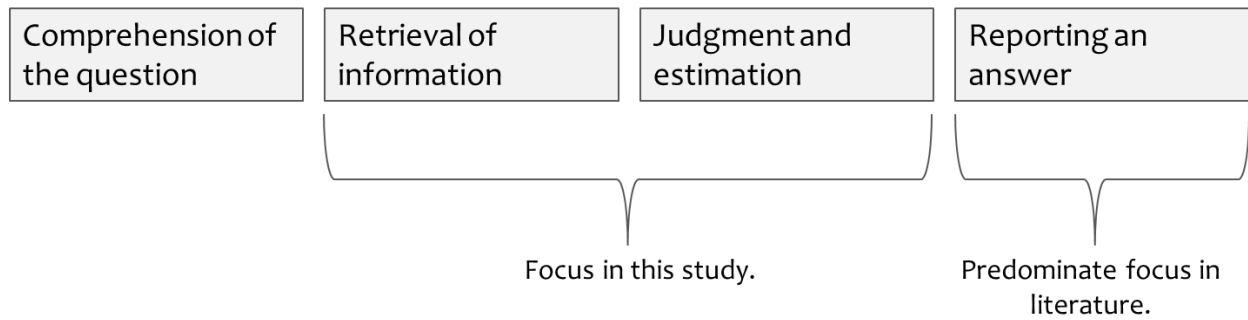 Comprehension of
the question
Retrieval of
information
Judgment and
estimation
Reporting an
answer
Focus in this study.
Predominate focus in
literature.